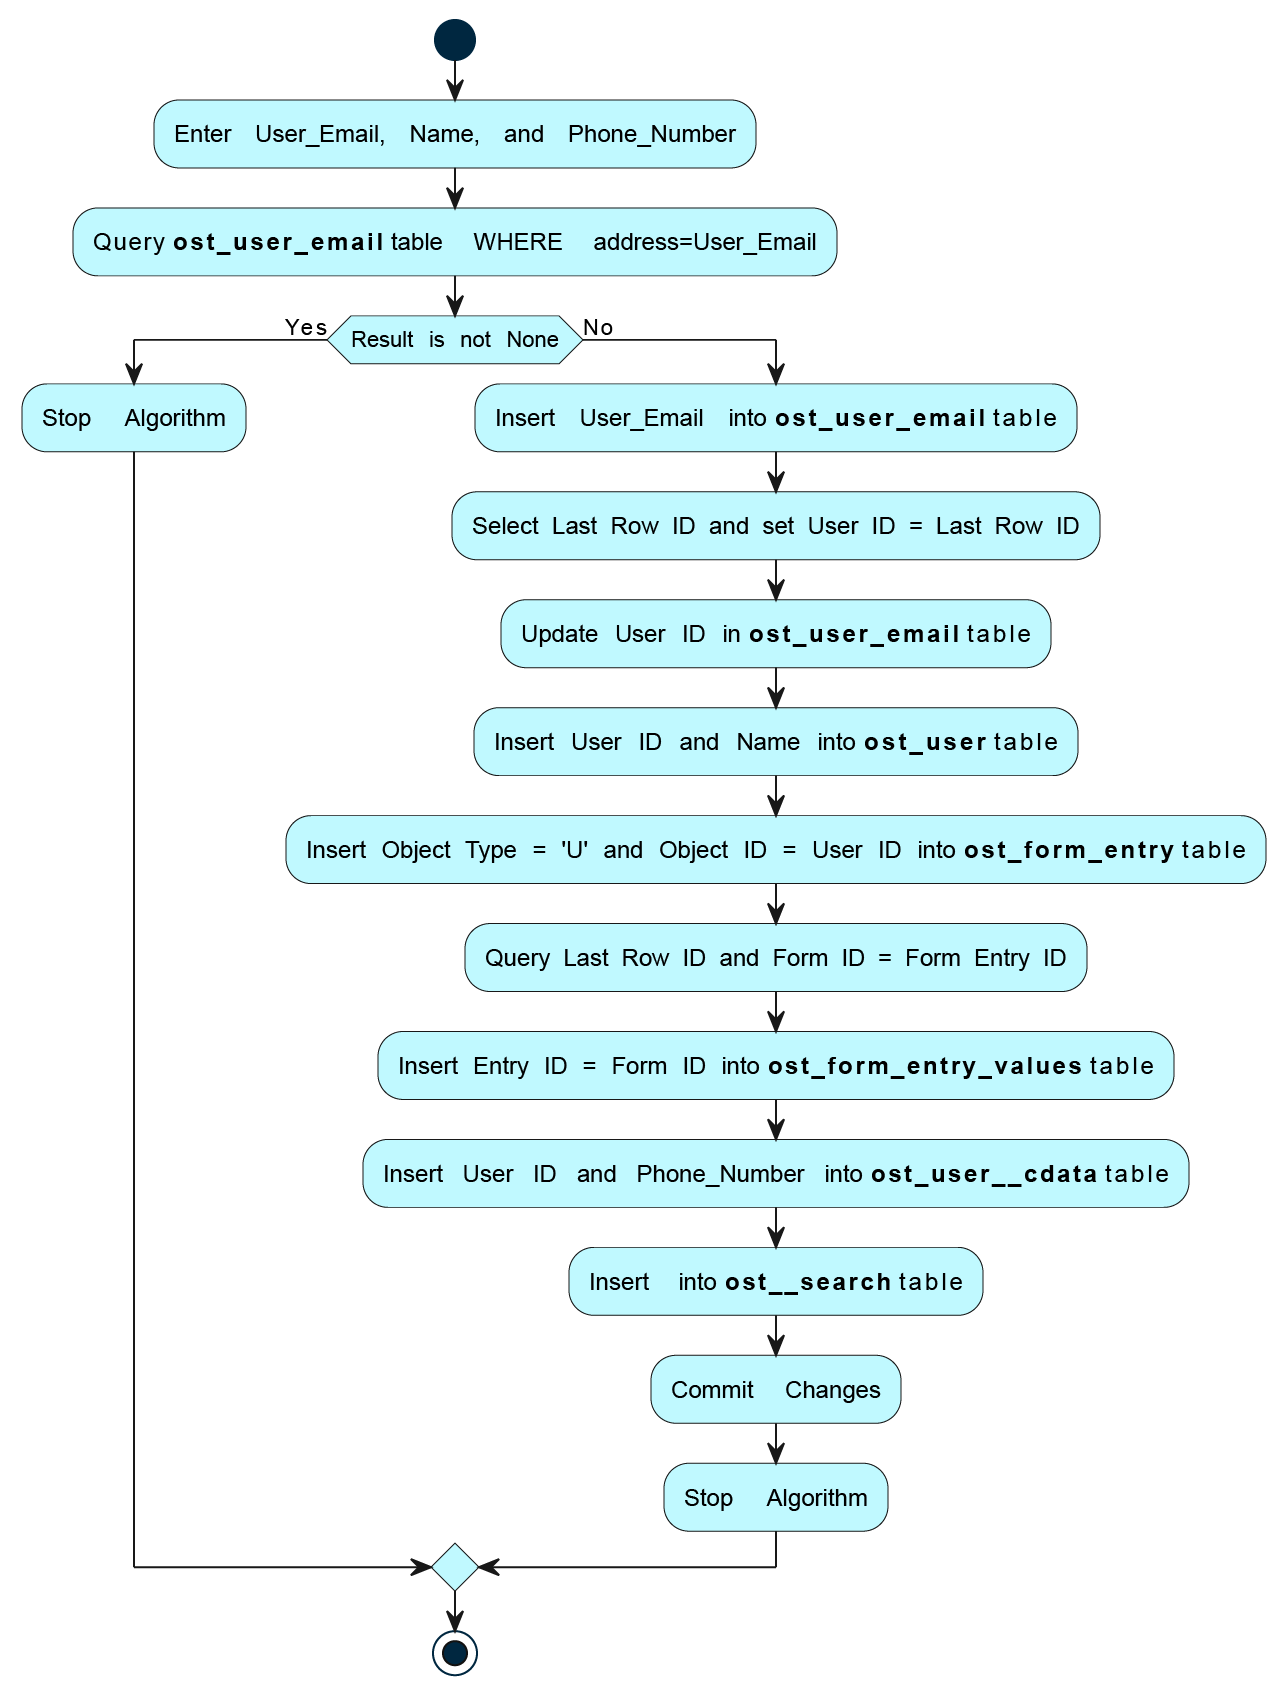 Enter User_Email, Name, and Phone_Number
Query ost_user_email table WHERE address=User_Email
Yes
Result is not None
No
Stop Algorithm
Insert User_Email into ost_user_email table
Select Last Row ID and set User ID = Last Row ID
Update User ID in ost_user_email table
Insert User ID and Name into ost_user table
Insert Object Type = 'U' and Object ID = User ID into ost_form_entry table
Query Last Row ID and Form ID = Form Entry ID
Insert Entry ID = Form ID into ost_form_entry_values table
Insert User ID and Phone_Number into ost_user__cdata table
Insert into ost__search table
Commit Changes
Stop Algorithm